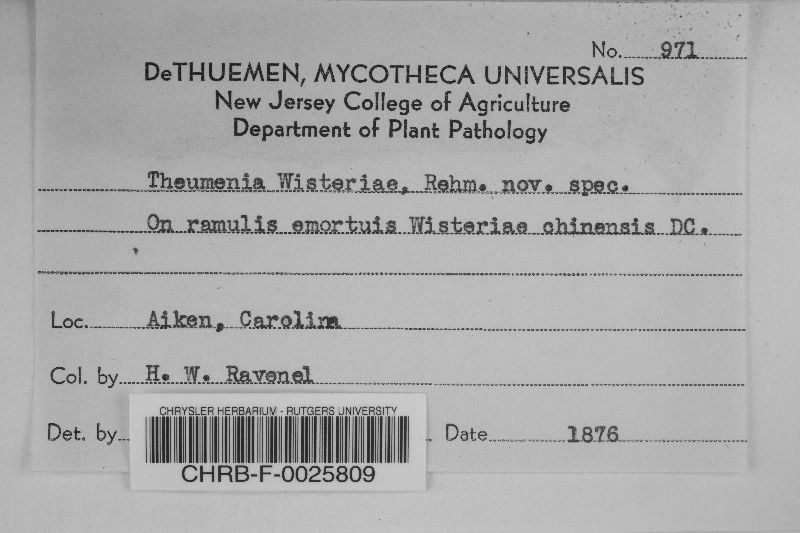 No. 971
DeTHUEMEN, MYCOTHECA UNIVERSALIS
New Jersey College of Agriculture
Department of Plant Pathology
Theumenia Wisteriae, Rehm. nov. spec.
On ramulis emortuis Wisteriae chinensis DC.
Loc. Aiken, Carolina
Col. by H. W. Ravenel
Det. by
Date 1876
CHRYSLER HERBARIUM - RUTGERS UNIVERSITY
CHRB-F-0025809